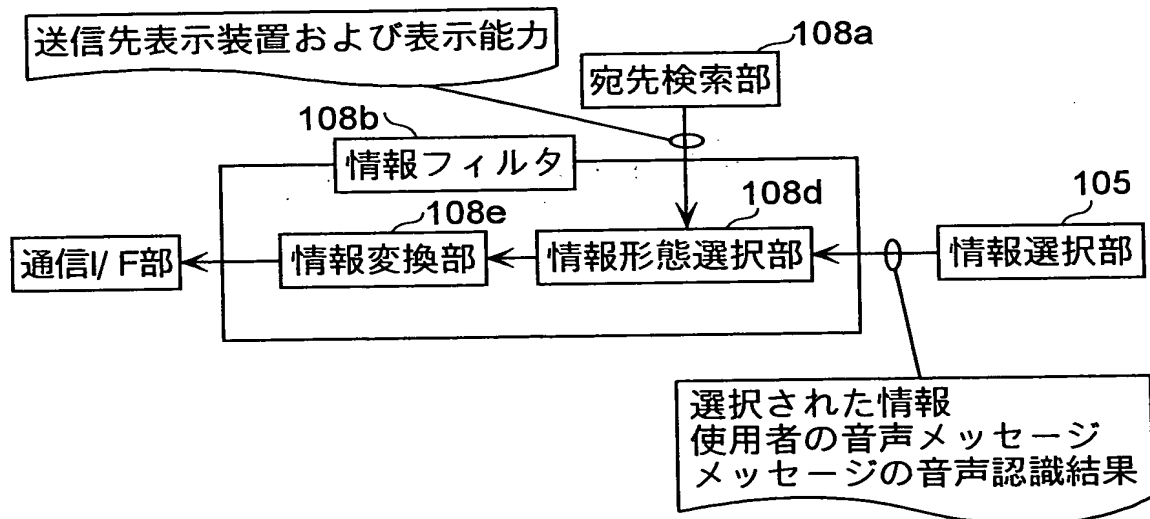 送信先表示装置および表示能力
108a
宛先検索部
108b
情報フィルタ
108e
108d
105
通信I/F部
情報変換部
情報形態選択部
情報選択部
選択された情報
使用者の音声メッセージ
メッセージの音声認識結果